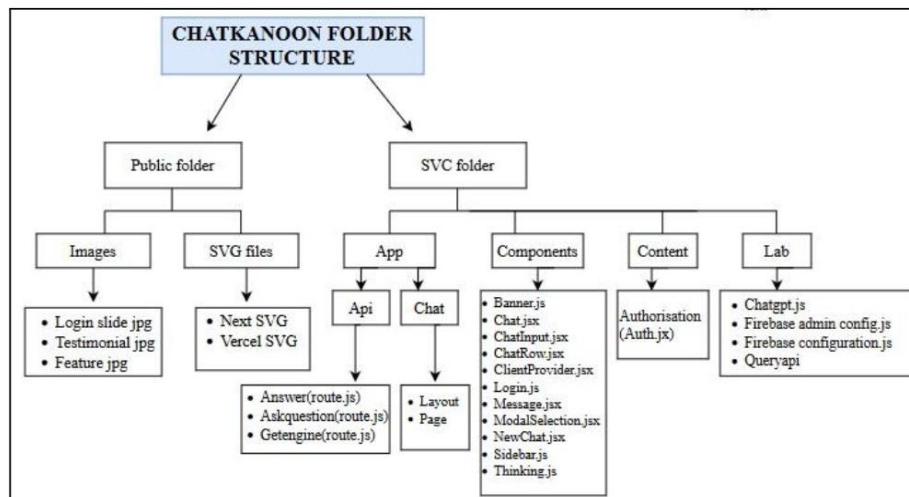 CHATKANOON FOLDER
STRUCTURE
Public folder
SVC folder
Images
SVG files
App
Components
Content
Lab
Login slide jpg
Testimonial jpg
Feature jpg
Next SVG
Vercel SVG
Api
Chat
Answer(route.js)
Askquestion(route.js)
Getengine(route.js)
Layout
Page
Banner.js
Chat.jsx
ChatInput.jsx
ChatRow.jsx
ClientProvider.jsx
Login.js
Message.jsx
ModalSelection.jsx
NewChat.jsx
Sidebar.js
Thinking.js
Authorisation
(Auth.jx)
Chatgpt.js
Firebase admin config.js
Firebase configuration.js
Queryapi